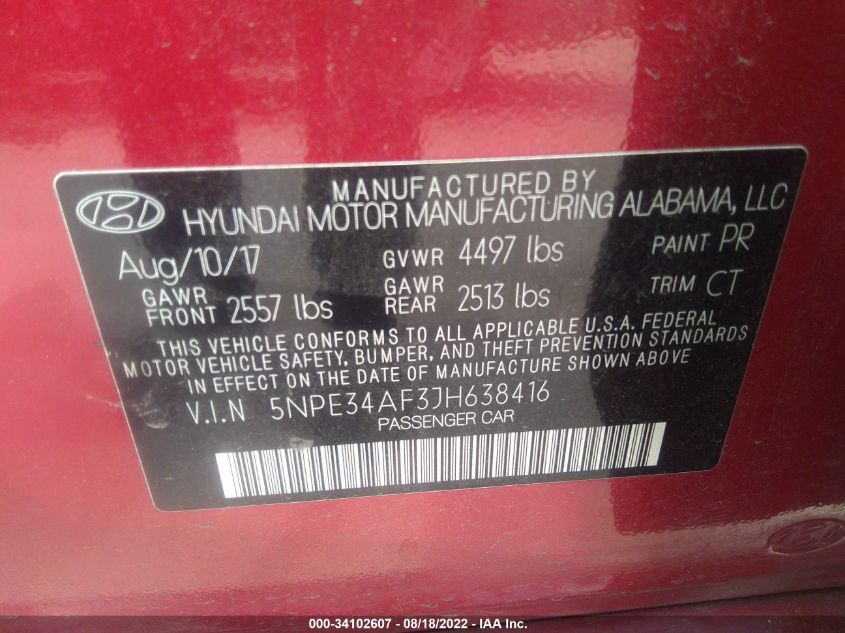 MANUFACTURED BY
HYUNDAI MOTOR MANUFACTURING ALABAMA, LLC
Aug/10/17 GVWR 4497 lbs PAINT PR
GAWR FRONT 2557 lbs GAWR REAR 2513 lbs TRIM CT
THIS VEHICLE CONFORMS TO ALL APPLICABLE U.S.A. FEDERAL
MOTOR VEHICLE SAFETY, BUMPER, AND THEFT PREVENTION STANDARDS
IN EFFECT ON THE DATE OF MANUFACTURE SHOWN ABOVE
V.I.N 5NPE34AF3JH638416
PASSENGER CAR
000-34102607 - 08/18/2022 - IAA Inc.